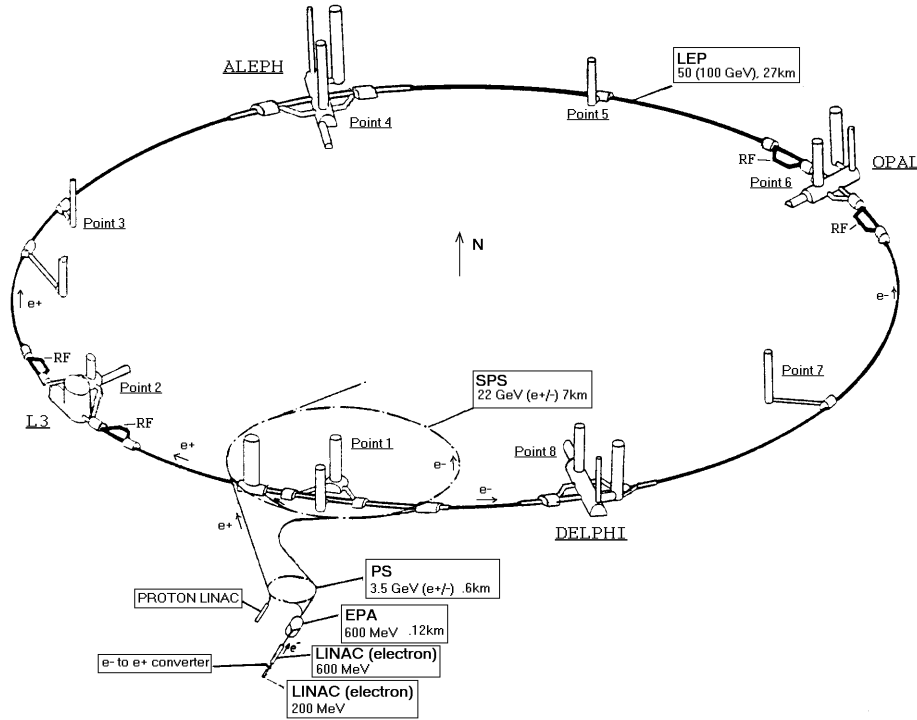 ALEPH
LEP
50 (100 GeV), 27km
Point 4
Point 5
RF
Point 6
OPAL
RF
Point 3
N
e+
e-
RF
Point 2
L3
RF
e+
Point 7
SPS
22 GeV (e+/-) 7km
Point 1
e-
Point 8
e-
DELPHI
e+
PS
3.5 GeV (e+/-) .6km
PROTON LINAC
EPA
600 MeV .12km
e-
LINAC (electron)
600 MeV
e- to e+ converter
LINAC (electron)
200 MeV